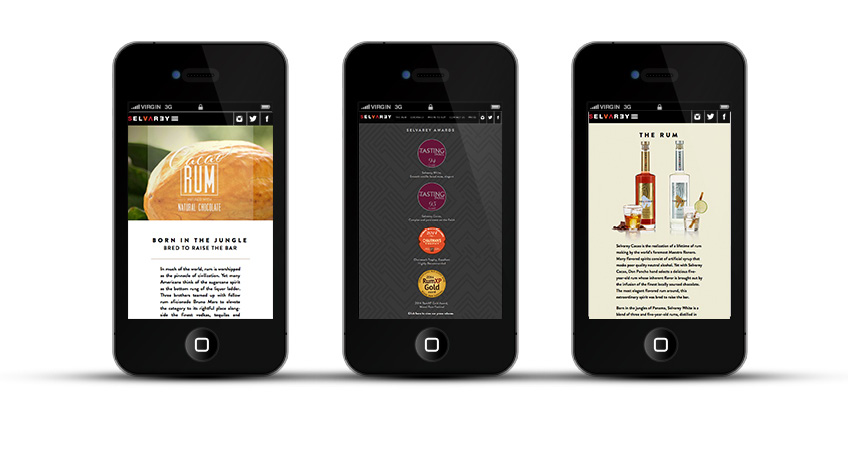 VIRGIN 3G
SELVAREY
RUM
NATURAL CHOCOLATE
BORN IN THE JUNGLE
BRED TO RAISE THE BAR
In much of the world, rum is worshipped
as the pinnacle of civilization. Yet many
Americans think of the sugarcane spirit
as the bottom rung of the liquor ladder.
Three brothers teamed up with fellow
rum aficionado Bruno Mars to elevate
the category to its rightful place along-
side the finest vodkas, tequilas and
VIRGIN 3G
SELVAREY
SELVAREY AWARDS
TASTING
94
Selvarey White
TASTING
93
Selvarey Cacao
RumXP
Gold
VIRGIN 3G
SELVAREY
THE RUM
Selvarey Cacao is the realization of a lifetime of rum
making by the world's foremost Maestro Ronero.
Many flavored spirits consist of artificial syrup that
masks poor quality neutral alcohol. Yet with Selvarey
Cacao, Don Pancho hand selects a delicious five-
year-old rum whose inherent flavor is brought out by
the infusion of the finest locally sourced chocolate.
The most elegant flavored rum around, this
extraordinary spirit was bred to raise the bar.
Born in the jungles of Panama, Selvarey White is a
blend of three and five-year-old rums, distilled in